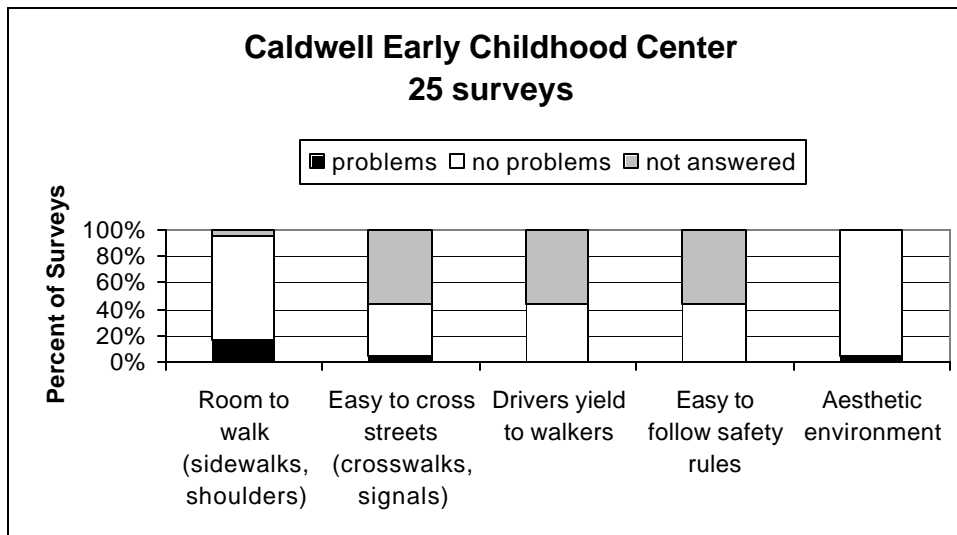 Caldwell Early Childhood Center
25 surveys
problems no problems not answered
Percent of Surveys
100%
80%
60%
40%
20%
0%
Room to walk (sidewalks, shoulders)
Easy to cross streets (crosswalks, signals)
Drivers yield to walkers
Easy to follow safety rules
Aesthetic environment